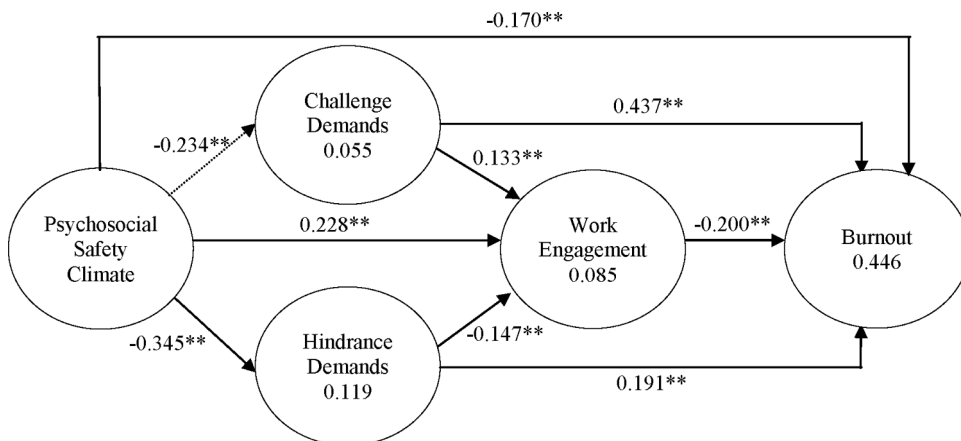 -0.170**
Challenge
Demands
0.055
0.437**
-0.234**
0.133**
Psychosocial
Safety
Climate
0.228**
Work
Engagement
0.085
-0.200**
Burnout
0.446
-0.345**
Hindrance
Demands
0.119
-0.147**
0.191**